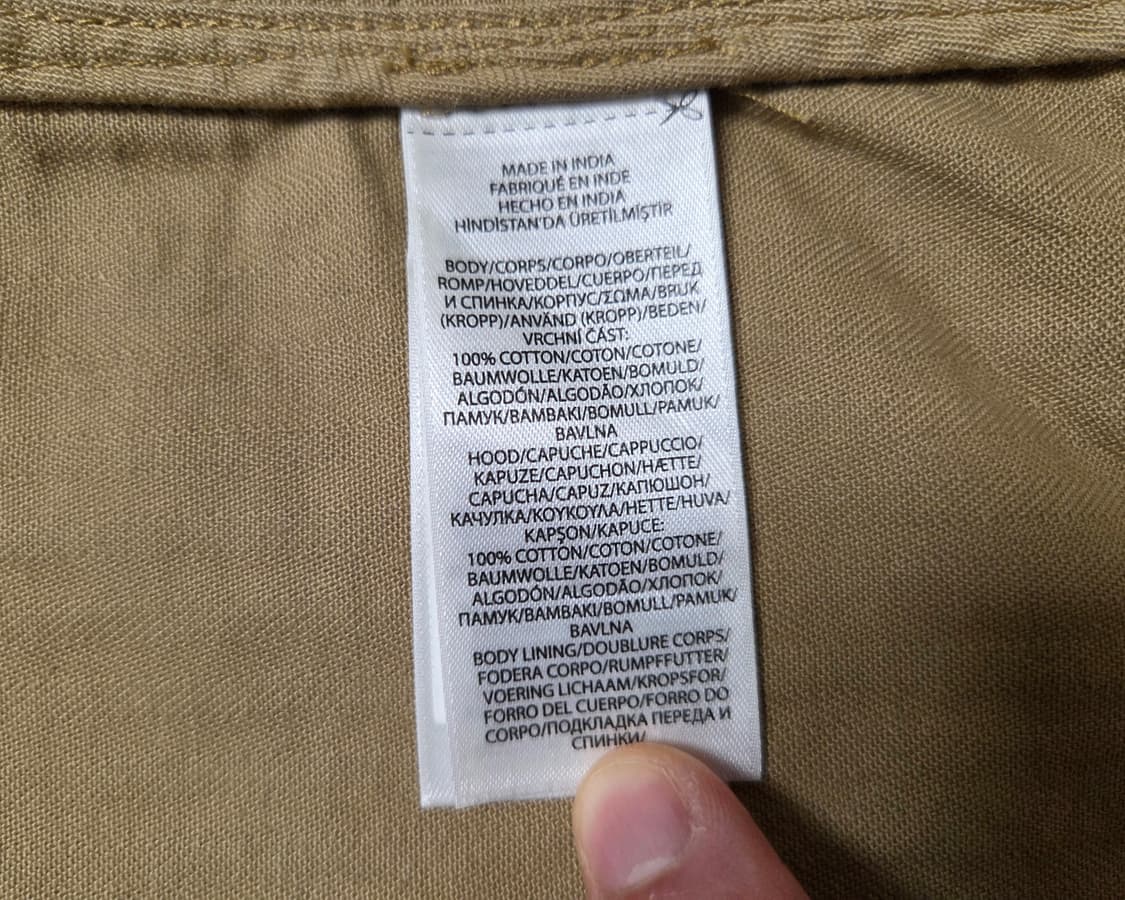 MADE IN INDIA
FABRIQUÉ EN INDE
HECHO EN INDIA
HİNDİSTAN'DA ÜRETİLMİŞTİR
BODY/CORPS/CORPO/OBERTEIL/
ROMP/HOVEDDEL/CUERPO/ПЕРЕД
И СПИНКА/КОРПУС/ΣΩΜΑ/BRUK
(KROPP)/ANVÄND (KROPP)/BEDEN/
VRCHNÍ ČÁST:
100% COTTON/COTON/COTONE/
BAUMWOLLE/KATOEN/BOMULD/
ALGODÓN/ALGODÃO/ХЛОПОК/
ПАМУК/ΒΑΜΒΑΚΙ/BOMULL/PAMUK/
BAVLNA
HOOD/CAPUCHE/CAPPUCCIO/
KAPUZE/CAPUCHON/HÆTTE/
CAPUCHA/CAPUZ/КАПЮШОН/
КАЧУЛКА/ΚΟΥΚΟΥΛΑ/HETTE/HUVA/
KAPŞON/KAPUCE:
100% COTTON/COTON/COTONE/
BAUMWOLLE/KATOEN/BOMULD/
ALGODÓN/ALGODÃO/ХЛОПОК/
ПАМУК/ΒΑΜΒΑΚΙ/BOMULL/PAMUK/
BAVLNA
BODY LINING/DOUBLURE CORPS/
FODERA CORPO/RUMPFFUTTER/
VOERING LICHAAM/KROPSFOR/
FORRO DEL CUERPO/FORRO DO
CORPO/ПОДКЛАДКА ПЕРЕДА И
СПИНКИ/